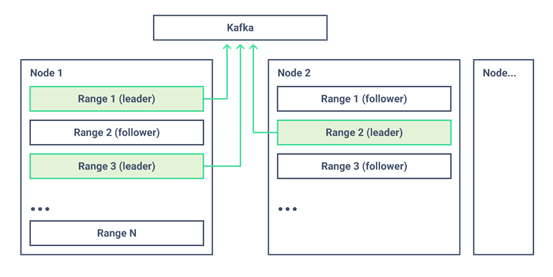 Kafka
Node 1
Range 1 (leader)
Range 2 (follower)
Range 3 (leader)
...
Range N
Node 2
Range 1 (follower)
Range 2 (leader)
Range 3 (follower)
...
Node...